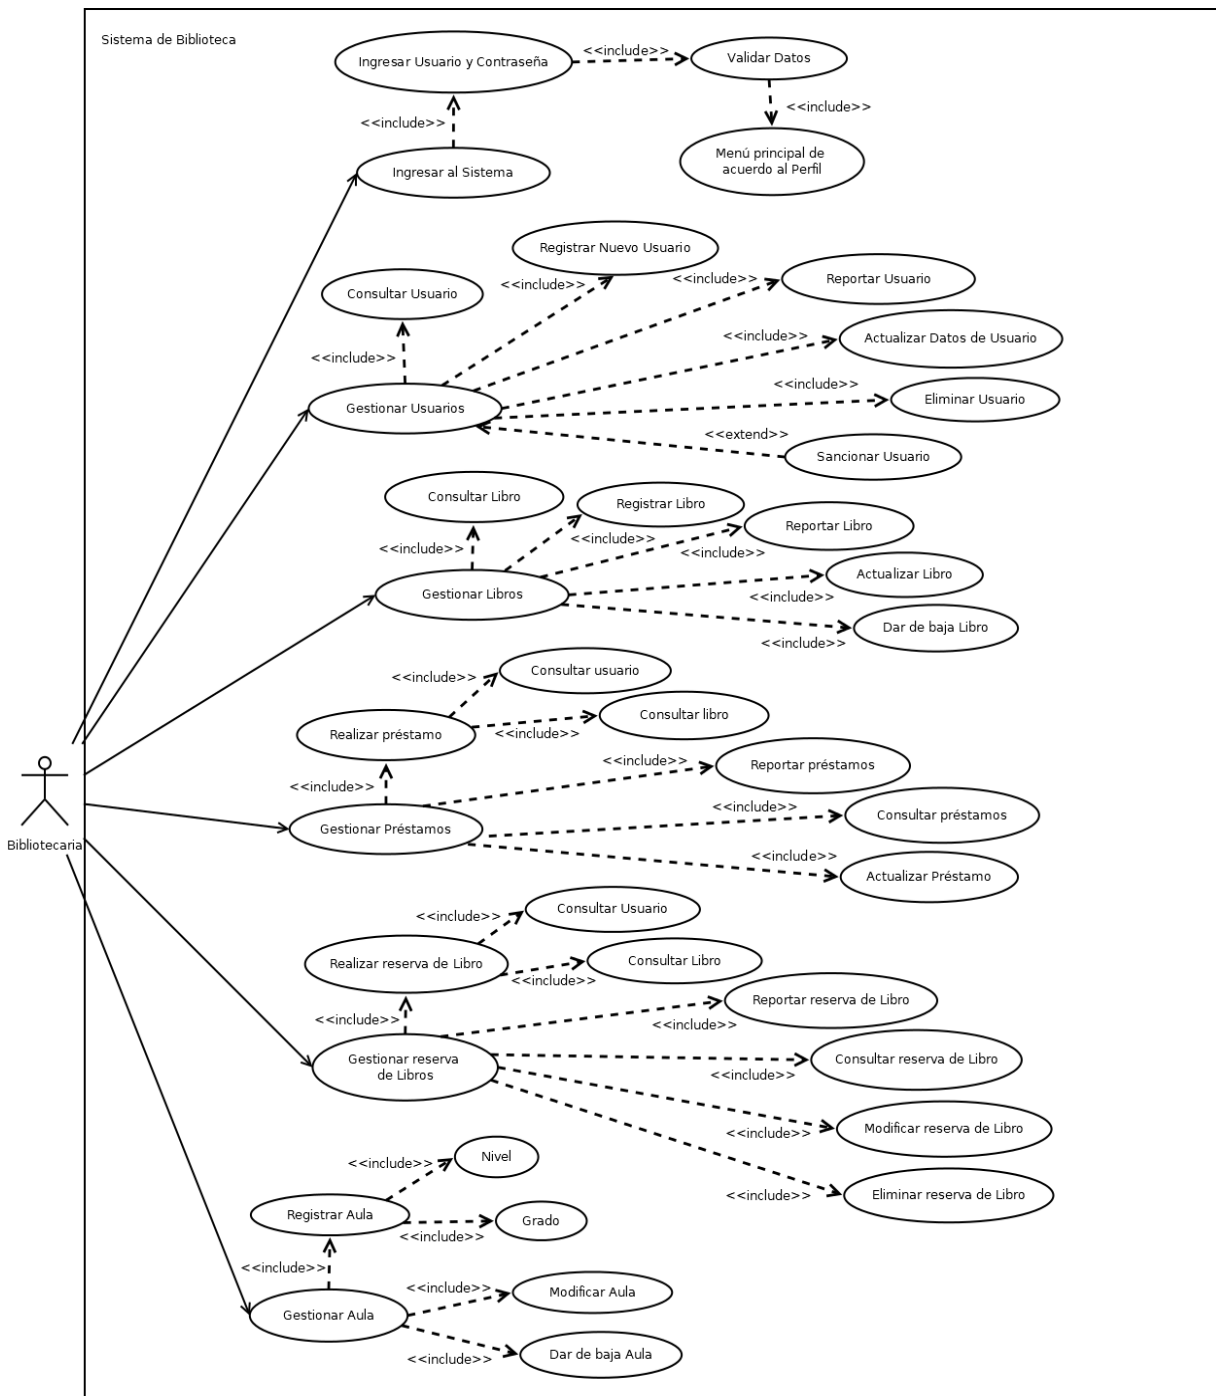 Sistema de Biblioteca
Ingresar Usuario y Contraseña
<<include>>
Validar Datos
<<include>>
<<include>>
Menú principal de
acuerdo al Perfil
Ingresar al Sistema
Registrar Nuevo Usuario
<<include>>
<<include>>
Reportar Usuario
Consultar Usuario
<<include>>
<<include>>
Actualizar Datos de Usuario
<<include>>
Eliminar Usuario
Gestionar Usuarios
<<extend>>
Sancionar Usuario
Consultar Libro
Registrar Libro
Reportar Libro
<<include>>
<<include>>
<<include>>
Actualizar Libro
Gestionar Libros
<<include>>
Dar de baja Libro
<<include>>
Consultar usuario
<<include>>
Consultar libro
Realizar préstamo
<<include>>
<<include>>
Reportar préstamos
<<include>>
<<include>>
Consultar préstamos
Gestionar Préstamos
Bibliotecaria
<<include>>
Actualizar Préstamo
Consultar Usuario
<<include>>
Realizar reserva de Libro
Consultar Libro
<<include>>
Reportar reserva de Libro
<<include>>
<<include>>
Gestionar reserva
de Libros
Consultar reserva de Libro
<<include>>
Modificar reserva de Libro
<<include>>
Nivel
<<include>>
Eliminar reserva de Libro
<<include>>
Registrar Aula
Grado
<<include>>
<<include>>
<<include>>
Modificar Aula
Gestionar Aula
Dar de baja Aula
<<include>>